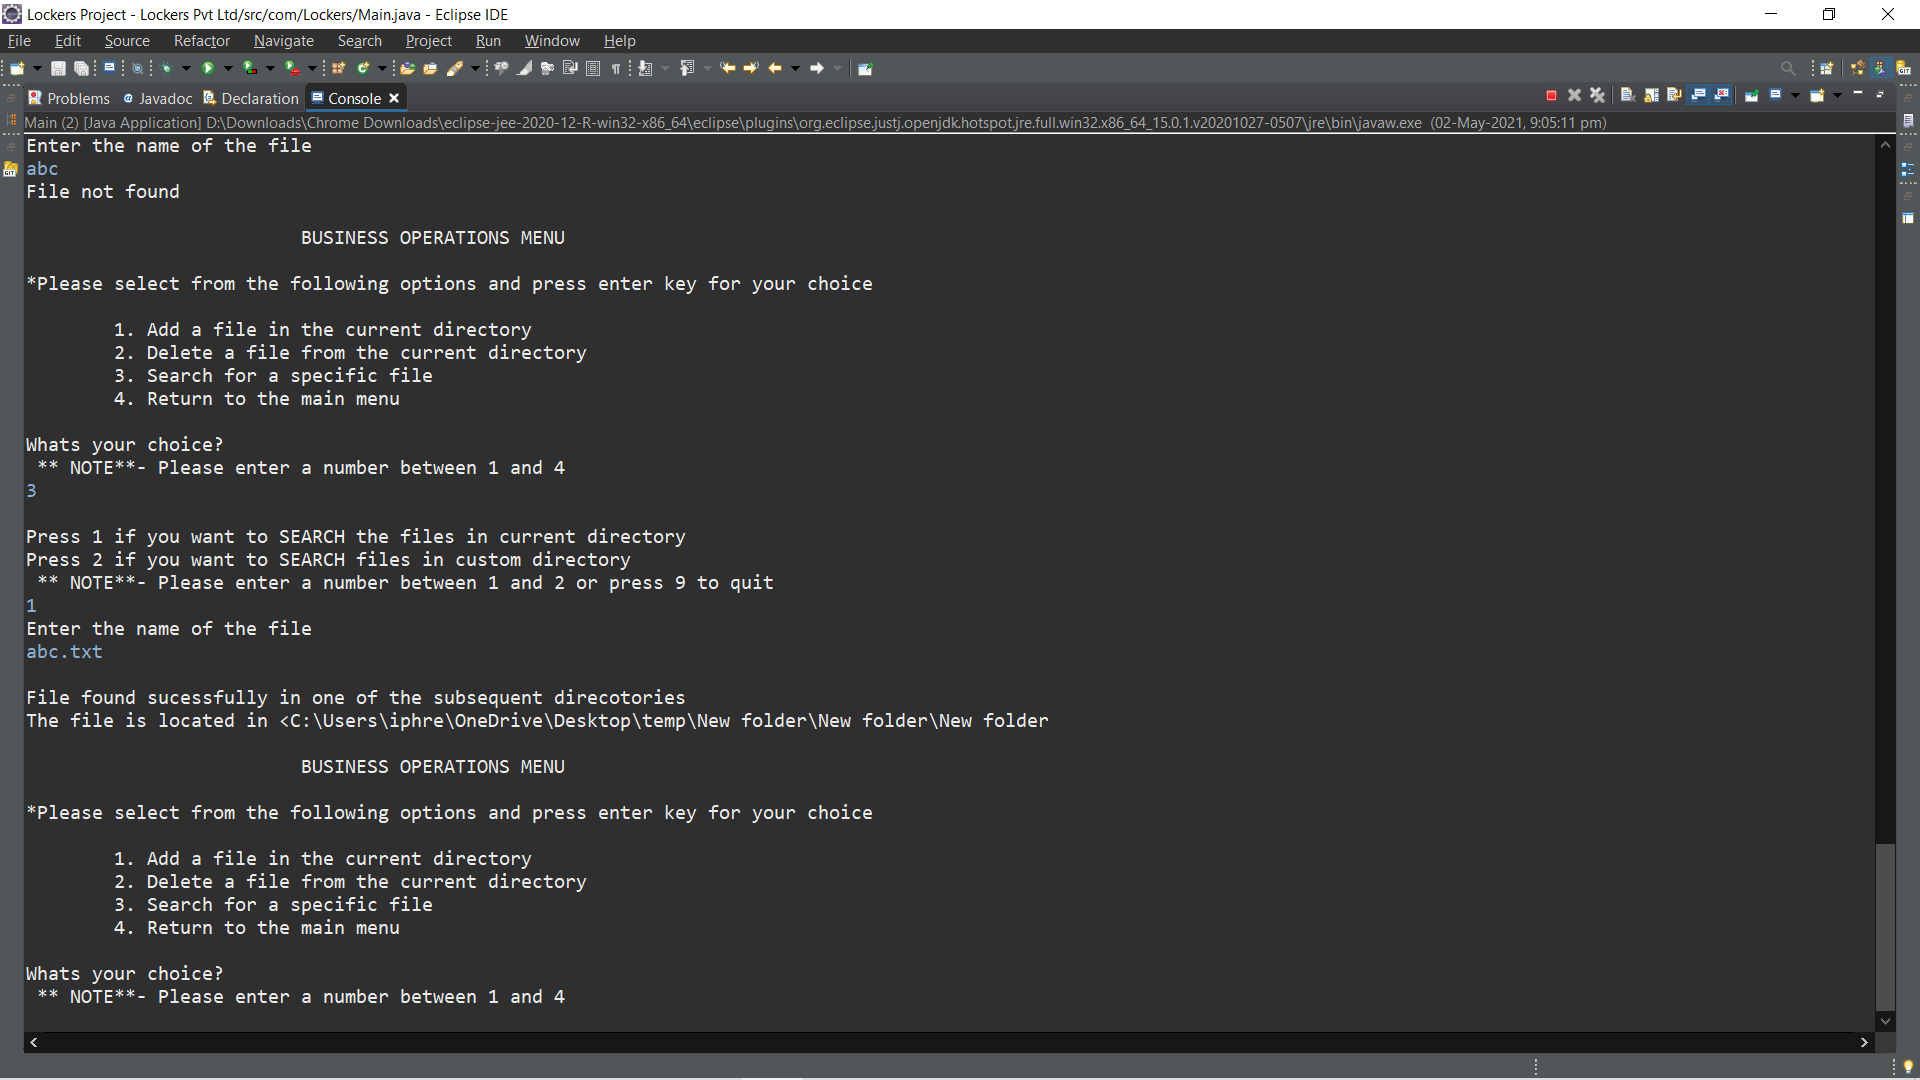 Lockers Project - Lockers Pvt Ltd/src/com/Lockers/Main.java - Eclipse IDE
File Edit Source Refactor Navigate Search Project Run Window Help
Problems Javadoc Declaration Console
Main (2) [Java Application] D:\Downloads\Chrome Downloads\eclipse-jee-2020-12-R-win32-x86_64\eclipse\plugins\org.eclipse.justj.openjdk.hotspot.jre.full.win32.x86_64_15.0.1.v20201027-0507\jre\bin\javaw.exe (02-May-2021, 9:05:11 pm)
Enter the name of the file
abc
File not found
BUSINESS OPERATIONS MENU
*Please select from the following options and press enter key for your choice
1. Add a file in the current directory
2. Delete a file from the current directory
3. Search for a specific file
4. Return to the main menu
Whats your choice?
** NOTE**- Please enter a number between 1 and 4
3
Press 1 if you want to SEARCH the files in current directory
Press 2 if you want to SEARCH files in custom directory
** NOTE**- Please enter a number between 1 and 2 or press 9 to quit
1
Enter the name of the file
abc.txt
File found sucessfully in one of the subsequent direcotories
The file is located in <C:\Users\iphre\OneDrive\Desktop\temp\New folder\New folder\New folder
BUSINESS OPERATIONS MENU
*Please select from the following options and press enter key for your choice
1. Add a file in the current directory
2. Delete a file from the current directory
3. Search for a specific file
4. Return to the main menu
Whats your choice?
** NOTE**- Please enter a number between 1 and 4